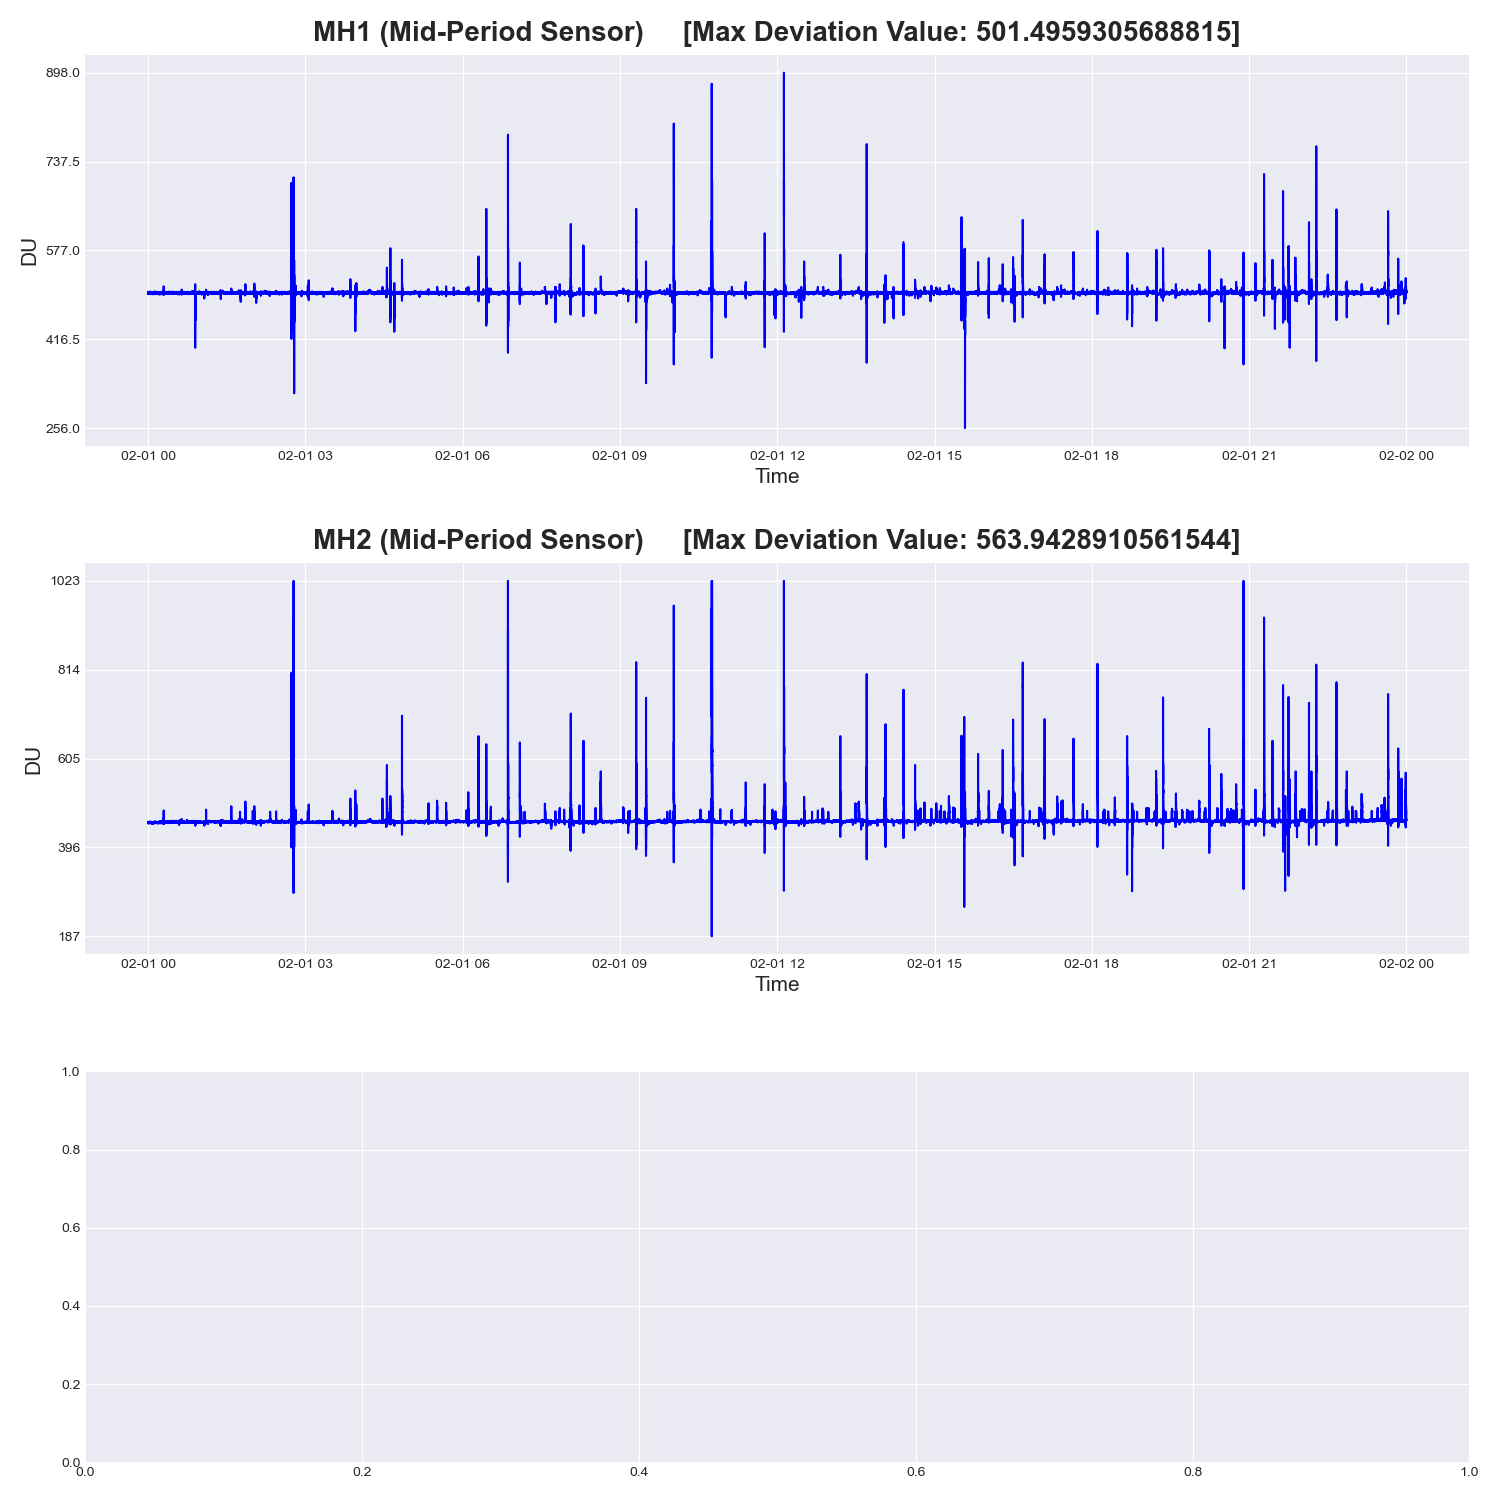 MH1 (Mid-Period Sensor) [Max Deviation Value: 501.4959305688815]
898.0
737.5
577.0
416.5
256.0
DU
02-01 00 02-01 03 02-01 06 02-01 09 02-01 12 02-01 15 02-01 18 02-01 21 02-02 00
Time
MH2 (Mid-Period Sensor) [Max Deviation Value: 563.9428910561544]
1023
814
605
396
187
DU
02-01 00 02-01 03 02-01 06 02-01 09 02-01 12 02-01 15 02-01 18 02-01 21 02-02 00
Time
1.0
0.8
0.6
0.4
0.2
0.0
0.0 0.2 0.4 0.6 0.8 1.0